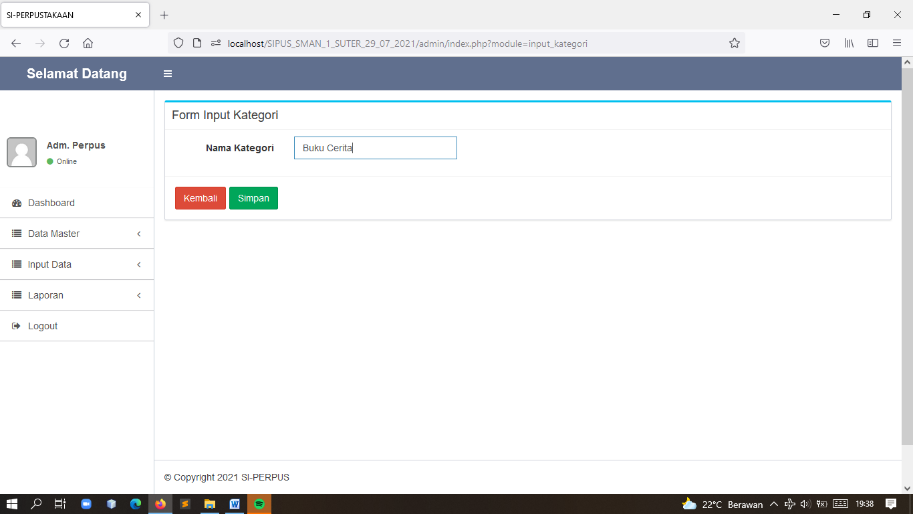 SI-PERPUSTAKAAN
localhost/SIPUS_SMAN_1_SUTER_29_07_2021/admin/index.php?module=input_kategori
Selamat Datang
Adm. Perpus
Online
Dashboard
Data Master
Input Data
Laporan
Logout
Form Input Kategori
Nama Kategori Buku Cerita
Kembali Simpan
© Copyright 2021 SI-PERPUS
22°C Berawan 19:38